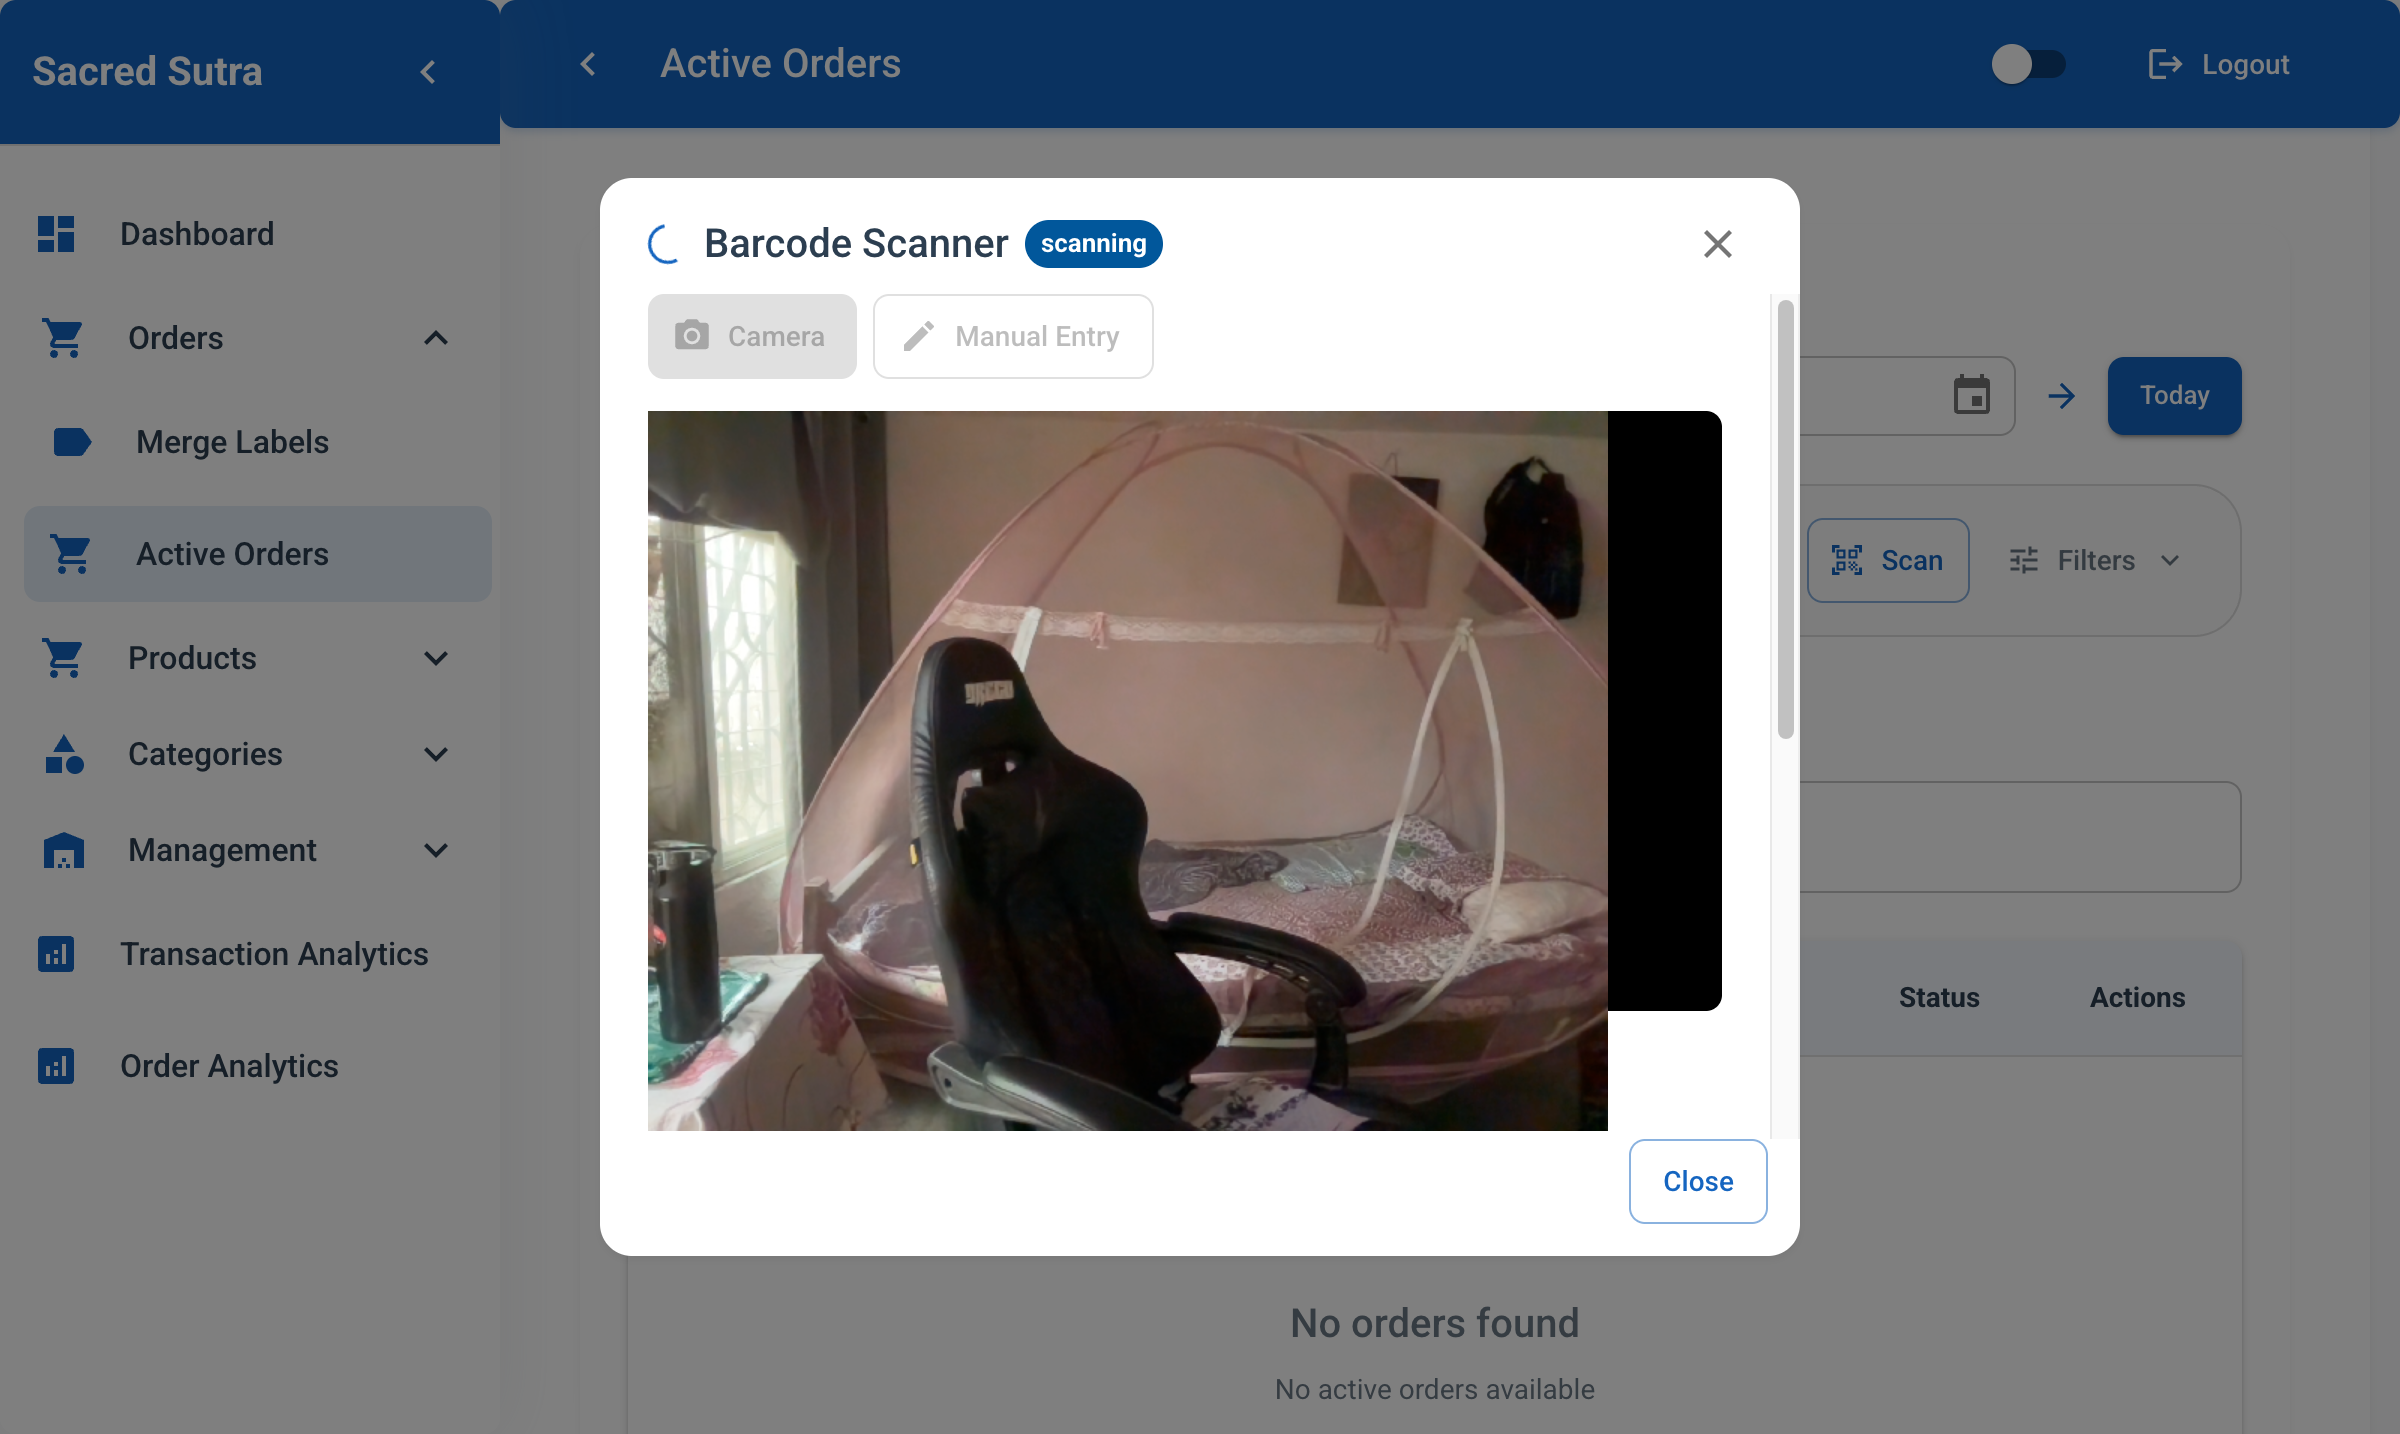 Sacred Sutra
Active Orders
Logout
Dashboard
Orders
Merge Labels
Active Orders
Products
Categories
Management
Transaction Analytics
Order Analytics
Barcode Scanner
scanning
Camera
Manual Entry
Today
Scan
Filters
Status
Actions
Close
No orders found
No active orders available